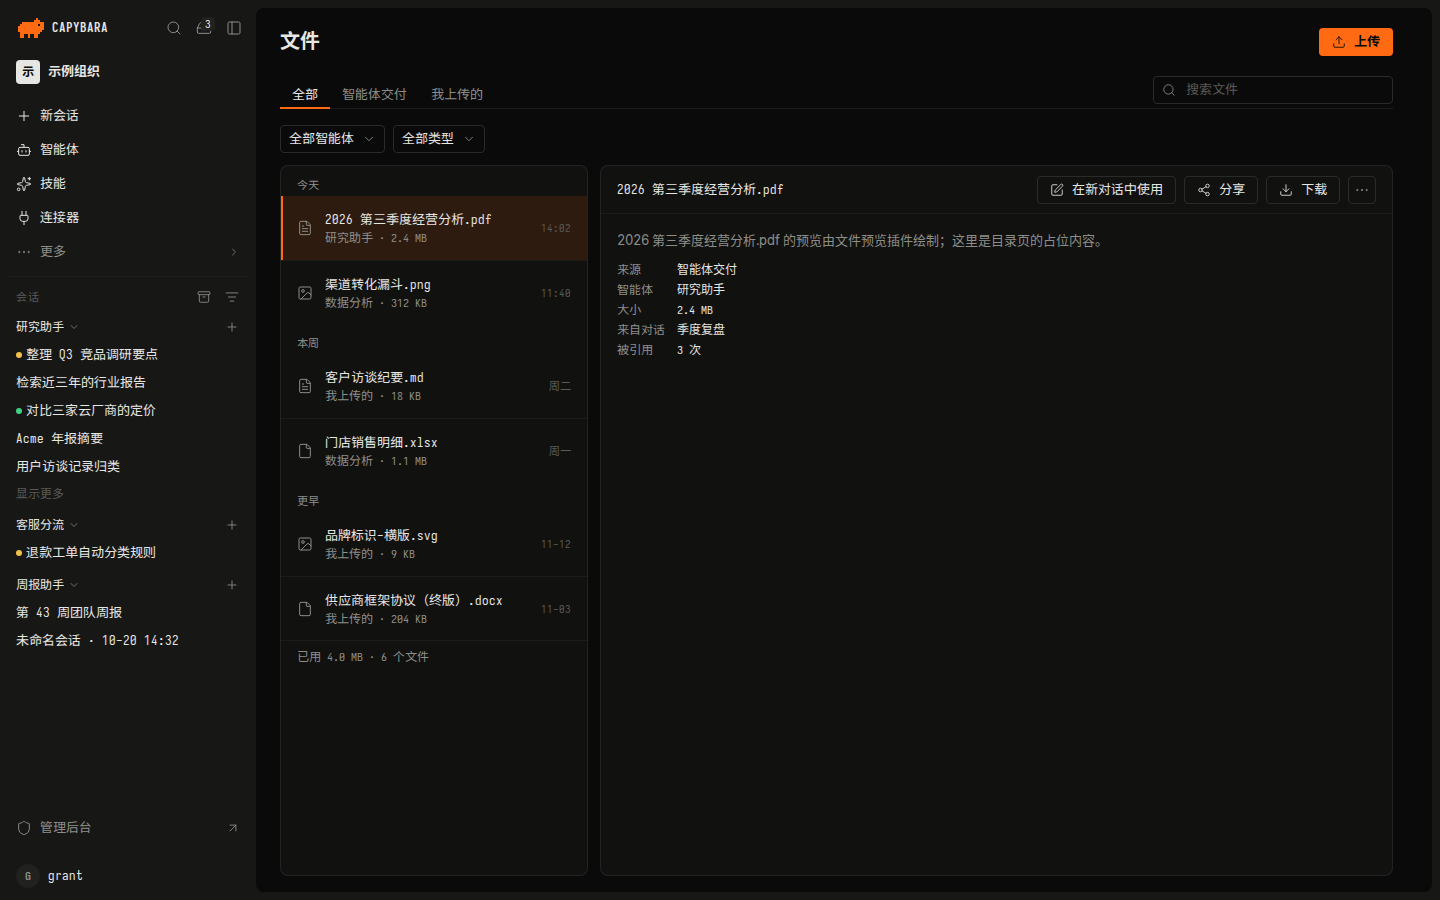 CAPYBARA
3
示 示例组织
新会话
智能体
技能
连接器
更多
会话
研究助手
整理 Q3 竞品调研要点
检索近三年的行业报告
对比三家云厂商的定价
Acme 年报摘要
用户访谈记录归类
显示更多
客服分流
退款工单自动分类规则
周报助手
第 43 周团队周报
未命名会话 · 10-20 14:32
管理后台
G grant
文件
上传
全部 智能体交付 我上传的
搜索文件
全部智能体 全部类型
今天
2026 第三季度经营分析.pdf
研究助手 · 2.4 MB
14:02
渠道转化漏斗.png
数据分析 · 312 KB
11:40
本周
客户访谈纪要.md
我上传的 · 18 KB
周二
门店销售明细.xlsx
数据分析 · 1.1 MB
周一
更早
品牌标识-横版.svg
我上传的 · 9 KB
11-12
供应商框架协议（终版）.docx
我上传的 · 204 KB
11-03
已用 4.0 MB · 6 个文件
2026 第三季度经营分析.pdf
在新对话中使用 分享 下载
2026 第三季度经营分析.pdf 的预览由文件预览插件绘制；这里是目录页的占位内容。
来源 智能体交付
智能体 研究助手
大小 2.4 MB
来自对话 季度复盘
被引用 3 次